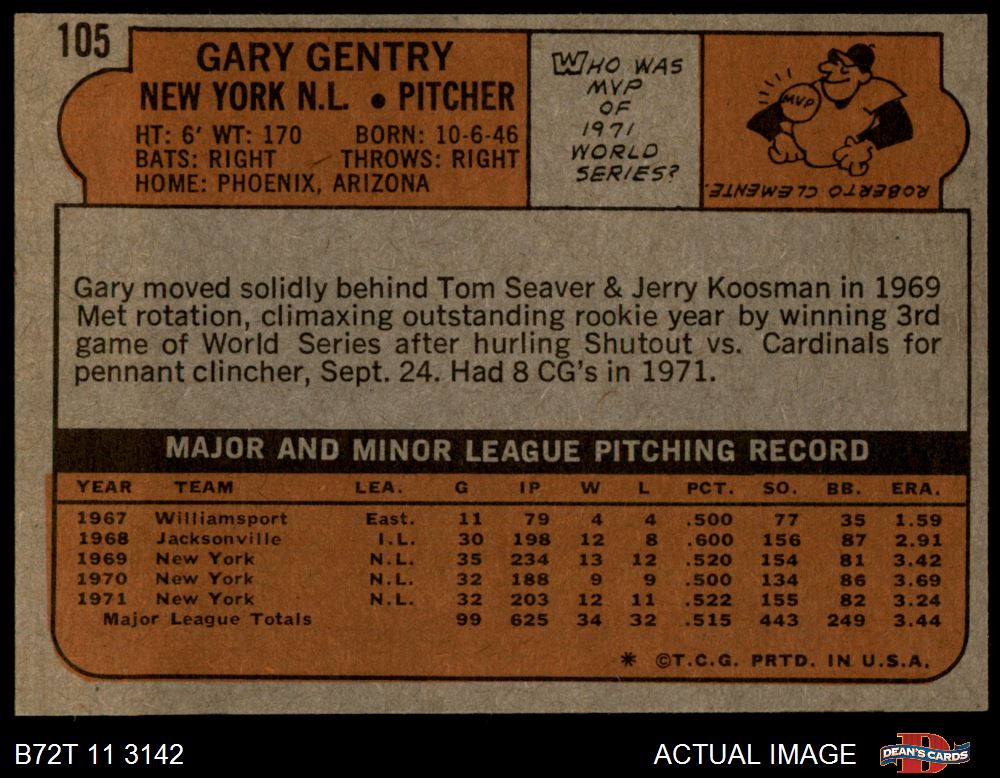 105
GARY GENTRY
NEW YORK N.L. • PITCHER
HT: 6' WT: 170 BORN: 10-6-46
BATS: RIGHT THROWS: RIGHT
HOME: PHOENIX, ARIZONA
WHO WAS
MVP
OF
1971
WORLD
SERIES?
MVP
ROBERTO CLEMENTE.
Gary moved solidly behind Tom Seaver & Jerry Koosman in 1969
Met rotation, climaxing outstanding rookie year by winning 3rd
game of World Series after hurling Shutout vs. Cardinals for
pennant clincher, Sept. 24. Had 8 CG's in 1971.
MAJOR AND MINOR LEAGUE PITCHING RECORD
YEAR TEAM LEA. G IP W L PCT. SO. BB. ERA.
1967 Williamsport East. 11 79 4 4 .500 77 35 1.59
1968 Jacksonville I.L. 30 198 12 8 .600 156 87 2.91
1969 New York N.L. 35 234 13 12 .520 154 81 3.42
1970 New York N.L. 32 188 9 9 .500 134 86 3.69
1971 New York N.L. 32 203 12 11 .522 155 82 3.24
Major League Totals 99 625 34 32 .515 443 249 3.44
* ©T.C.G. PRTD. IN U.S.A.
B72T 11 3142
ACTUAL IMAGE
D
DEAN'S CARDS